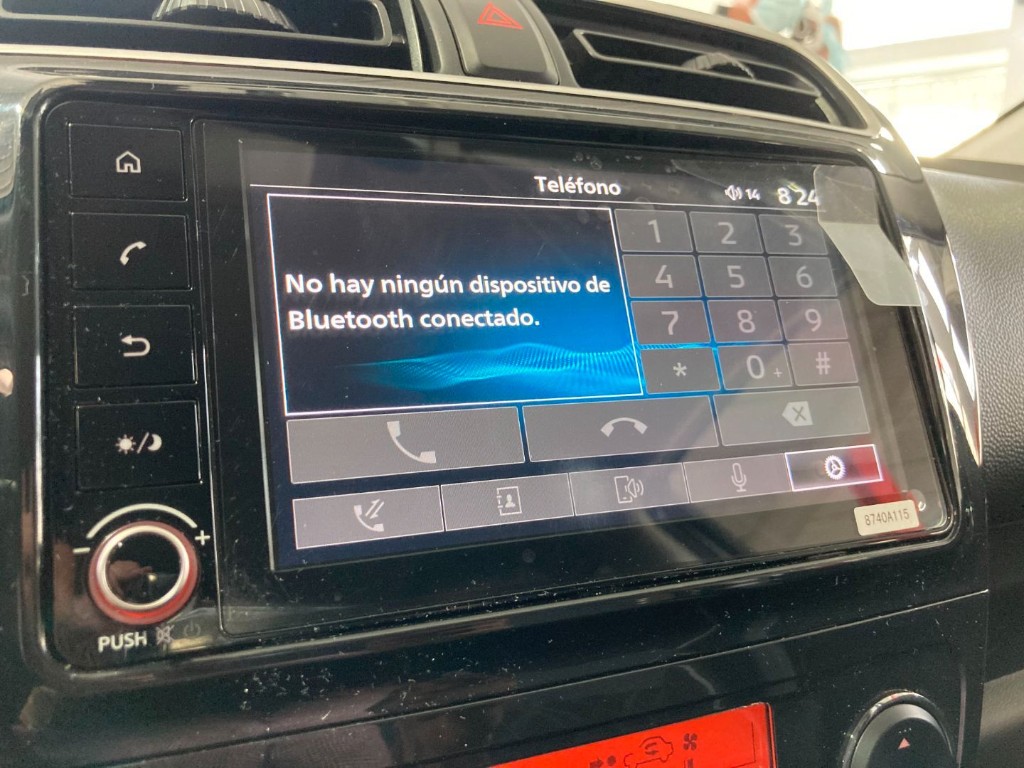 Teléfono
14
8 24
No hay ningún dispositivo de
Bluetooth conectado.
1 2 3
4 5 6
7 8 9
* 0 + #
8740A115
- +
PUSH